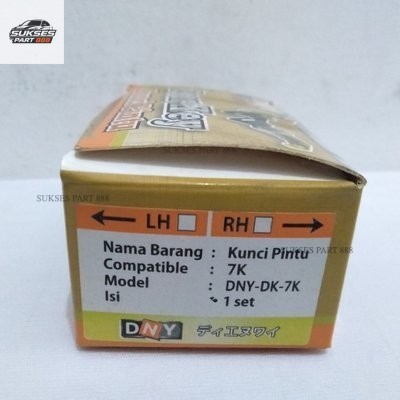 SUKSES
PART 888
SUKSES PART 888
LH RH
Nama Barang : Kunci Pintu
Compatible : 7K
Model : DNY-DK-7K
Isi : 1 set
DNY ディエヌワイ
SUKSES PART 888